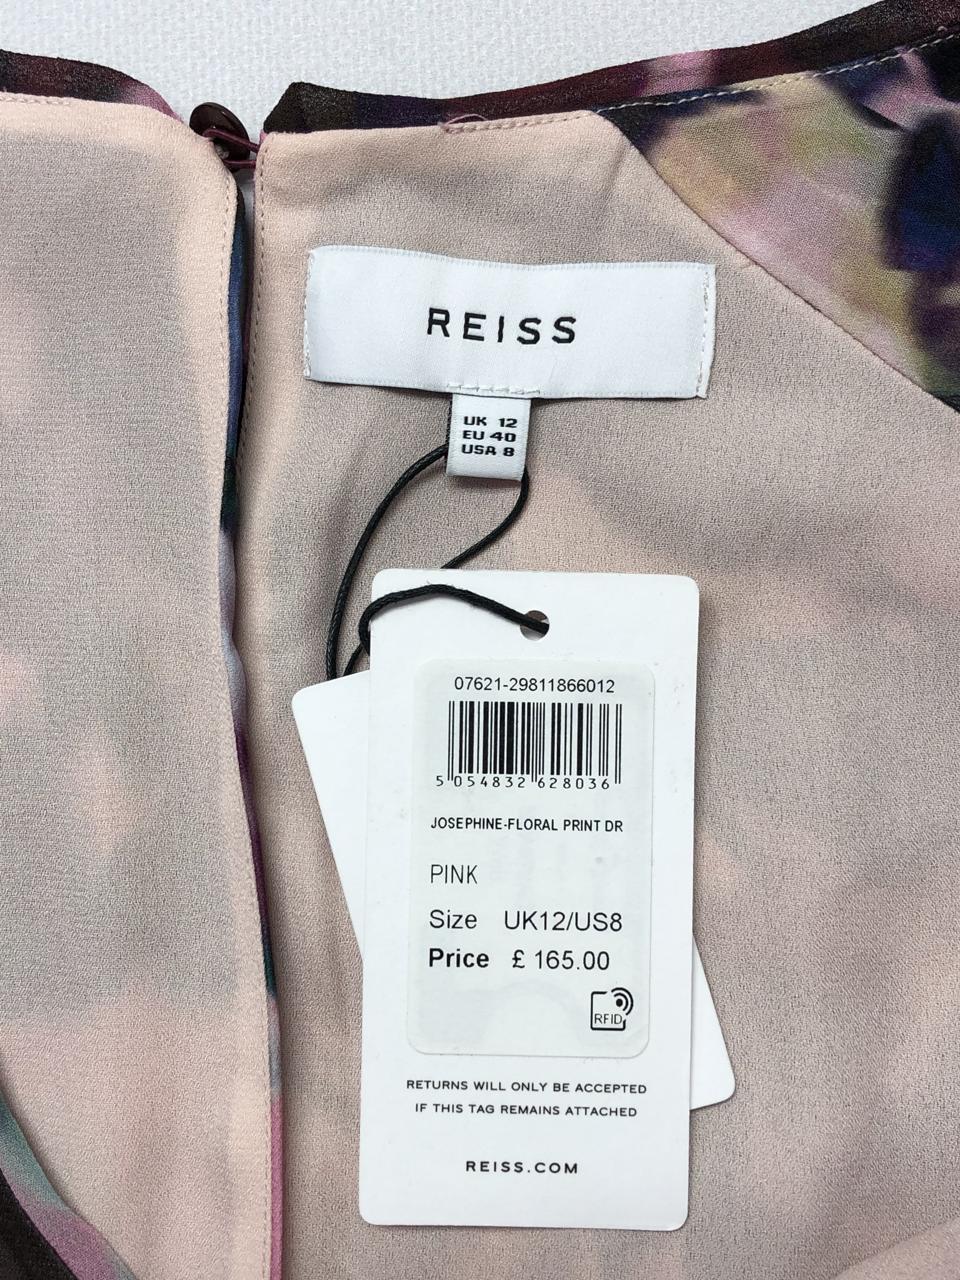 REISS
UK 12
EU 40
USA 8
07621-29811866012
5 054832 628036
JOSEPHINE-FLORAL PRINT DR
PINK
Size UK12/US8
Price £ 165.00
RFID
RETURNS WILL ONLY BE ACCEPTED
IF THIS TAG REMAINS ATTACHED
REISS.COM